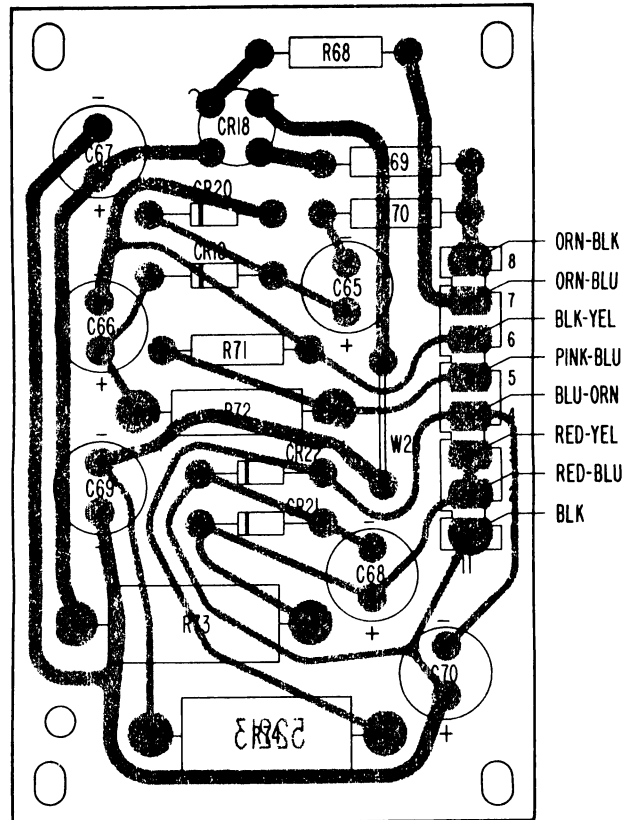 R68
CR18
C67
69
CR20
70
ORN-BLK
8
CR19
ORN-BLU
C65
7
C66
BLK-YEL
6
R71
PINK-BLU
5
BLU-ORN
R72
4
W2
RED-YEL
CR22
C69
RED-BLU
CR21
BLK
C68
R73
C70
R74